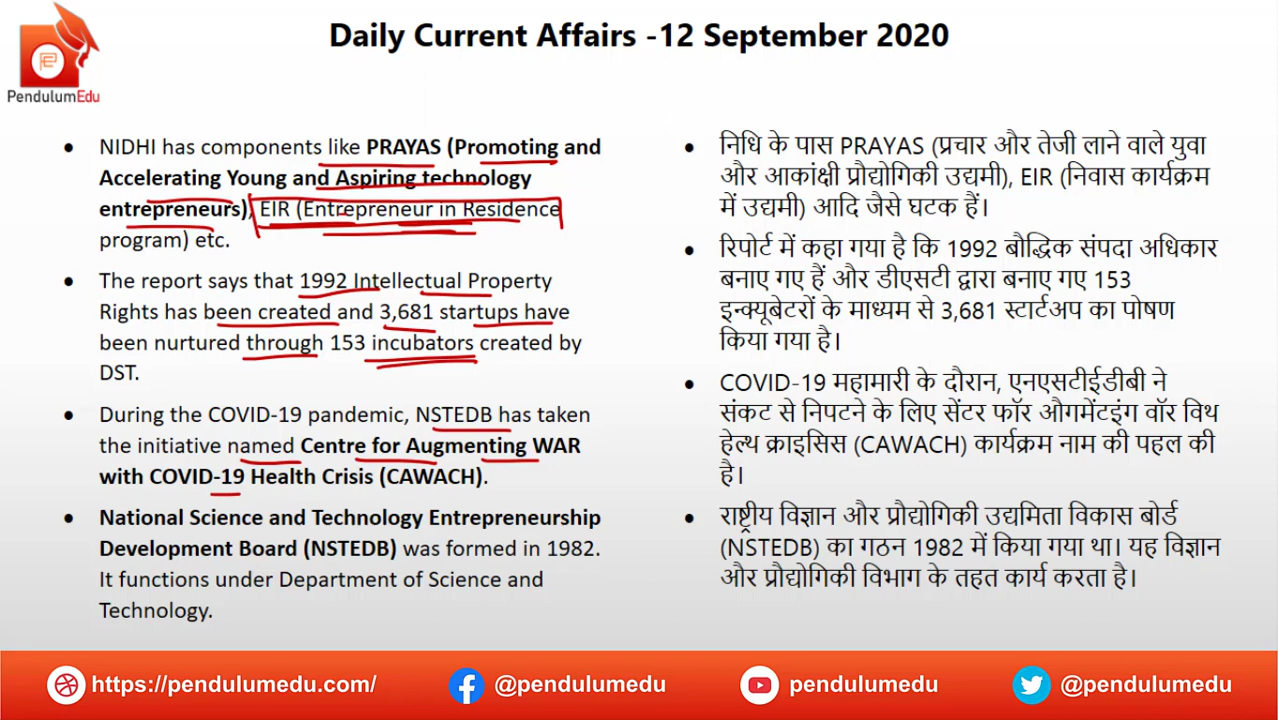 PendulumEdu
Daily Current Affairs -12 September 2020
NIDHI has components like PRAYAS (Promoting and
Accelerating Young and Aspiring technology
entrepreneurs), EIR (Entrepreneur in Residence
program) etc.
The report says that 1992 Intellectual Property
Rights has been created and 3,681 startups have
been nurtured through 153 incubators created by
DST.
During the COVID-19 pandemic, NSTEDB has taken
the initiative named Centre for Augmenting WAR
with COVID-19 Health Crisis (CAWACH).
National Science and Technology Entrepreneurship
Development Board (NSTEDB) was formed in 1982.
It functions under Department of Science and
Technology.
निधि के पास PRAYAS (प्रचार और तेजी लाने वाले युवा
और आकांक्षी प्रौद्योगिकी उद्यमी), EIR (निवास कार्यक्रम
में उद्यमी) आदि जैसे घटक हैं।
रिपोर्ट में कहा गया है कि 1992 बौद्धिक संपदा अधिकार
बनाए गए हैं और डीएसटी द्वारा बनाए गए 153
इन्क्यूबेटरों के माध्यम से 3,681 स्टार्टअप का पोषण
किया गया है।
COVID-19 महामारी के दौरान, एनएसटीईडीबी ने
संकट से निपटने के लिए सेंटर फॉर औगमेंटइंग वॉर विथ
हेल्थ क्राइसिस (CAWACH) कार्यक्रम नाम की पहल की
है।
राष्ट्रीय विज्ञान और प्रौद्योगिकी उद्यमिता विकास बोर्ड
(NSTEDB) का गठन 1982 में किया गया था। यह विज्ञान
और प्रौद्योगिकी विभाग के तहत कार्य करता है।
https://pendulumedu.com/ @pendulumedu pendulumedu @pendulumedu